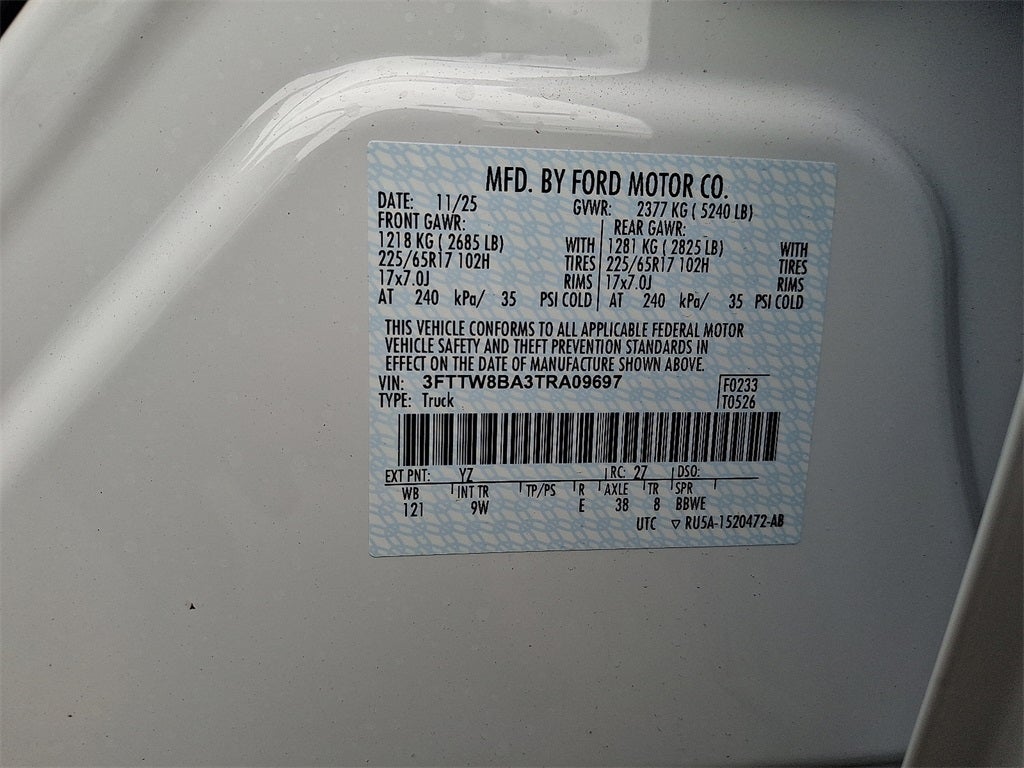 MFD. BY FORD MOTOR CO.
DATE: 11/25 GVWR: 2377 KG ( 5240 LB)
FRONT GAWR: REAR GAWR:
1218 KG ( 2685 LB) WITH 1281 KG ( 2825 LB) WITH
225/65R17 102H TIRES 225/65R17 102H TIRES
17x7.0J RIMS 17x7.0J RIMS
AT 240 kPa/ 35 PSI COLD AT 240 kPa/ 35 PSI COLD
THIS VEHICLE CONFORMS TO ALL APPLICABLE FEDERAL MOTOR
VEHICLE SAFETY AND THEFT PREVENTION STANDARDS IN
EFFECT ON THE DATE OF MANUFACTURE SHOWN ABOVE.
VIN: 3FTTW8BA3TRA09697 F0233
TYPE: Truck T0526
EXT PNT: YZ RC: 27 DSO:
WB INT TR TP/PS R AXLE TR SPR
121 9W E 38 8 BBWE
UTC ▽ RU5A-1520472-AB